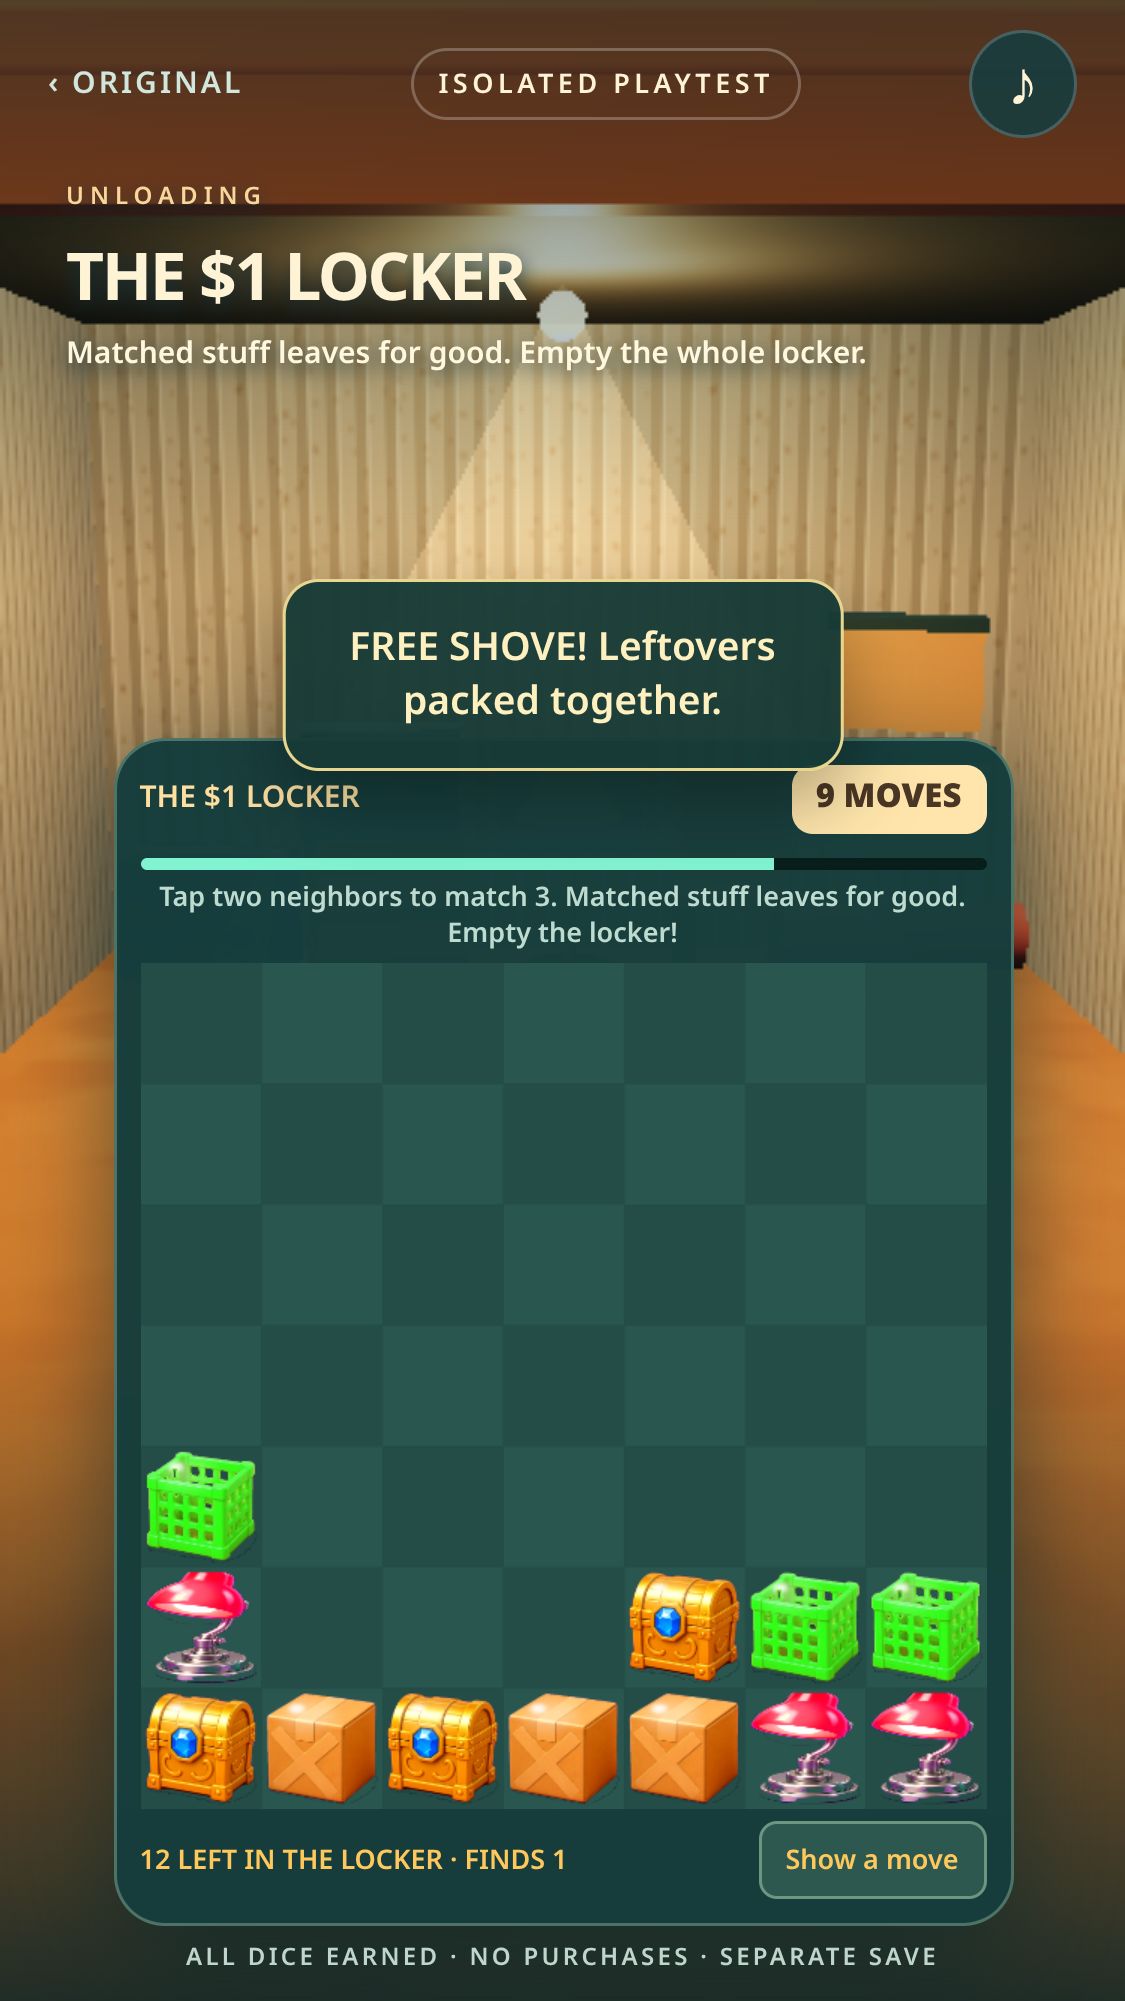 ‹ ORIGINAL
ISOLATED PLAYTEST
♪
UNLOADING
THE $1 LOCKER
Matched stuff leaves for good. Empty the whole locker.
FREE SHOVE! Leftovers
packed together.
THE $1 LOCKER
9 MOVES
Tap two neighbors to match 3. Matched stuff leaves for good.
Empty the locker!
12 LEFT IN THE LOCKER · FINDS 1
Show a move
ALL DICE EARNED · NO PURCHASES · SEPARATE SAVE